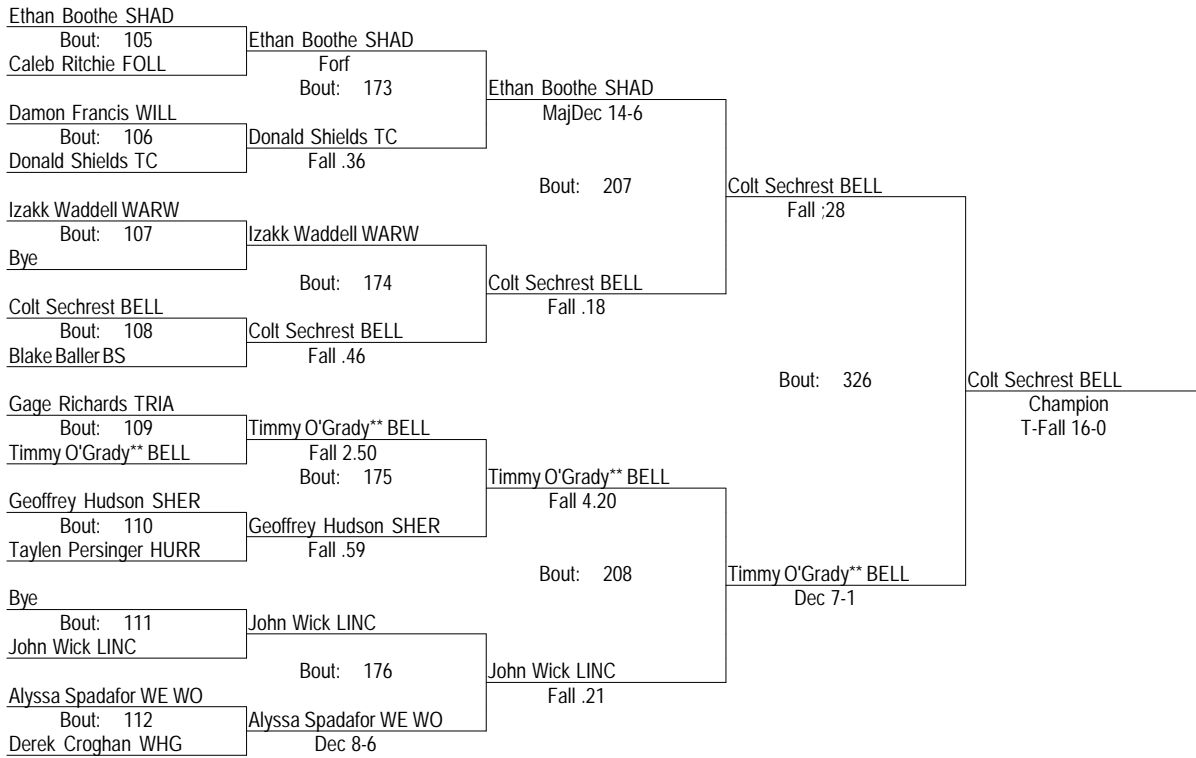 Ethan Boothe SHAD
Bout: 105
Caleb Ritchie FOLL
Damon Francis WILL
Bout: 106
Donald Shields TC
Izakk Waddell WARW
Bout: 107
Bye
Colt Sechrest BELL
Bout: 108
Blake Baller BS
Gage Richards TRIA
Bout: 109
Timmy O'Grady** BELL
Geoffrey Hudson SHER
Bout: 110
Taylen Persinger HURR
Bye
Bout: 111
John Wick LINC
Alyssa Spadafor WE WO
Bout: 112
Derek Croghan WHG
Ethan Boothe SHAD
Forf
Bout: 173
Donald Shields TC
Fall .36
Izakk Waddell WARW
Bout: 174
Colt Sechrest BELL
Fall .46
Timmy O'Grady** BELL
Fall 2.50
Bout: 175
Geoffrey Hudson SHER
Fall .59
John Wick LINC
Bout: 176
Alyssa Spadafor WE WO
Dec 8-6
Ethan Boothe SHAD
MajDec 14-6
Bout: 207
Colt Sechrest BELL
Fall .18
Timmy O'Grady** BELL
Fall 4.20
Bout: 208
John Wick LINC
Fall .21
Colt Sechrest BELL
Fall ;28
Bout: 326
Timmy O'Grady** BELL
Dec 7-1
Colt Sechrest BELL
Champion
T-Fall 16-0